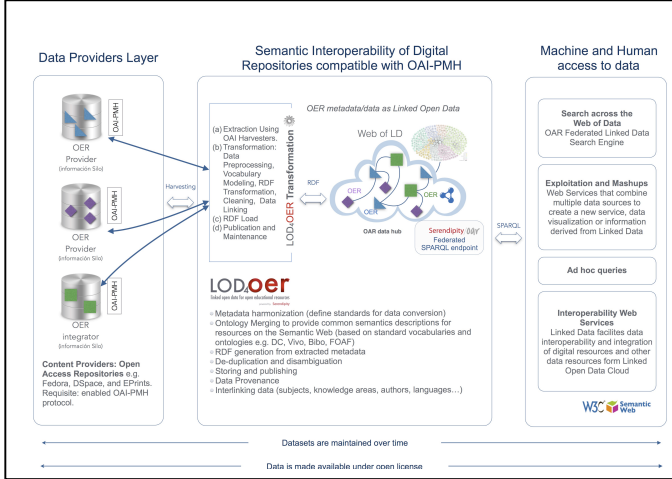 Data Providers Layer
Semantic Interoperability of Digital
Repositories compatible with OAI-PMH
Machine and Human
access to data
OAI-PMH
OER
Provider
(información Silo)
OAI-PMH
OER
Provider
(información Silo)
OAI-PMH
OER
integrator
(información Silo)
Content Providers: Open
Access Repositories e.g.
Fedora, DSpace, and EPrints.
Requisite: enabled OAI-PMH
protocol.
Harvesting
(a) Extraction Using
OAI Harvesters.
(b) Transformation:
Data
Preprocessing,
Vocabulary
Modeling, RDF
Transformation,
Cleaning, Data
Linking
(c) RDF Load
(d) Publication and
Maintenance
LOD4OER Transformation
RDF
OER metadata/data as Linked Open Data
Web of LD
OER
OER
OER
OAR data hub
Serendipity OAR
Federated
SPARQL endpoint
SPARQL
LOD4oer
linked open data for open educational resources
Serendipity
Metadata harmonization (define standards for data conversion)
Ontology Merging to provide common semantics descriptions for
resources on the Semantic Web (based on standard vocabularies and
ontologies e.g. DC, Vivo, Bibo, FOAF)
RDF generation from extracted metadata
De-duplication and disambiguation
Storing and publishing
Data Provenance
Interlinking data (subjects, knowledge areas, authors, languages…)
Search across the
Web of Data
OAR Federated Linked Data
Search Engine
Exploitation and Mashups
Web Services that combine
multiple data sources to
create a new service, data
visualization or information
derived from Linked Data
Ad hoc queries
Interoperability Web
Services
Linked Data facilites data
interoperability and integration
of digital resources and other
data resources form Linked
Open Data Cloud
W3C Semantic
Web
Datasets are maintained over time
Data is made available under open license